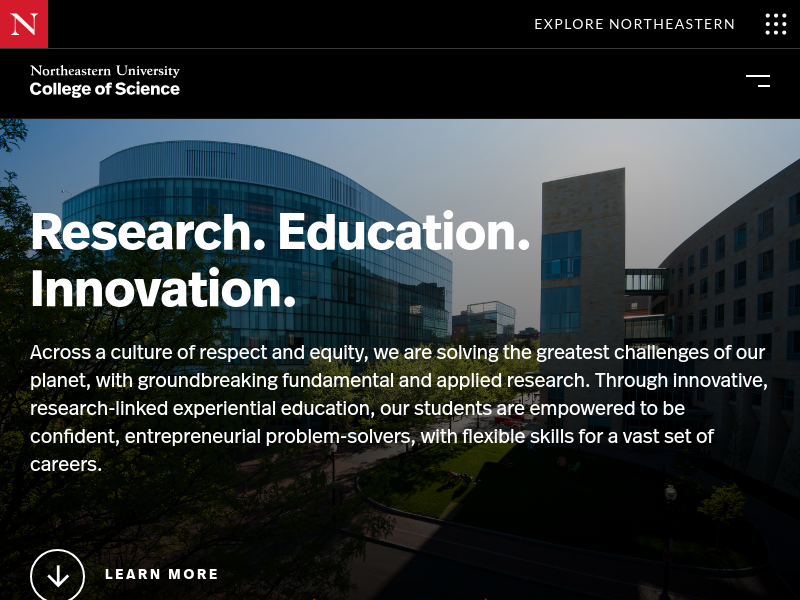 N
EXPLORE NORTHEASTERN
Northeastern University
College of Science
Research. Education.
Innovation.
Across a culture of respect and equity, we are solving the greatest challenges of our
planet, with groundbreaking fundamental and applied research. Through innovative,
research-linked experiential education, our students are empowered to be
confident, entrepreneurial problem-solvers, with flexible skills for a vast set of
careers.
LEARN MORE